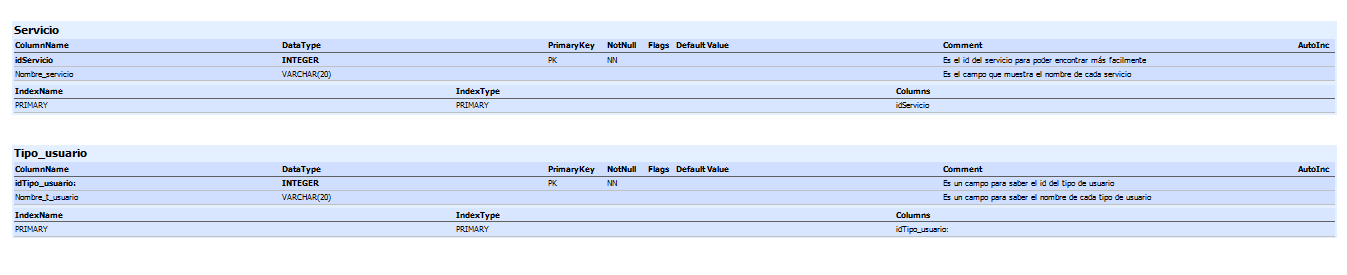 Servicio
ColumnName DataType PrimaryKey NotNull Flags Default Value Comment AutoInc
idServicio INTEGER PK NN Es el id del servicio para poder encontrar más facilmente
Nombre_servicio VARCHAR(20) Es el campo que muestra el nombre de cada servicio
IndexName IndexType Columns
PRIMARY PRIMARY idServicio
Tipo_usuario
ColumnName DataType PrimaryKey NotNull Flags Default Value Comment AutoInc
idTipo_usuario: INTEGER PK NN Es un campo para saber el id del tipo de usuario
Nombre_t_usuario VARCHAR(20) Es un campo para saber el nombre de cada tipo de usuario
IndexName IndexType Columns
PRIMARY PRIMARY idTipo_usuario: